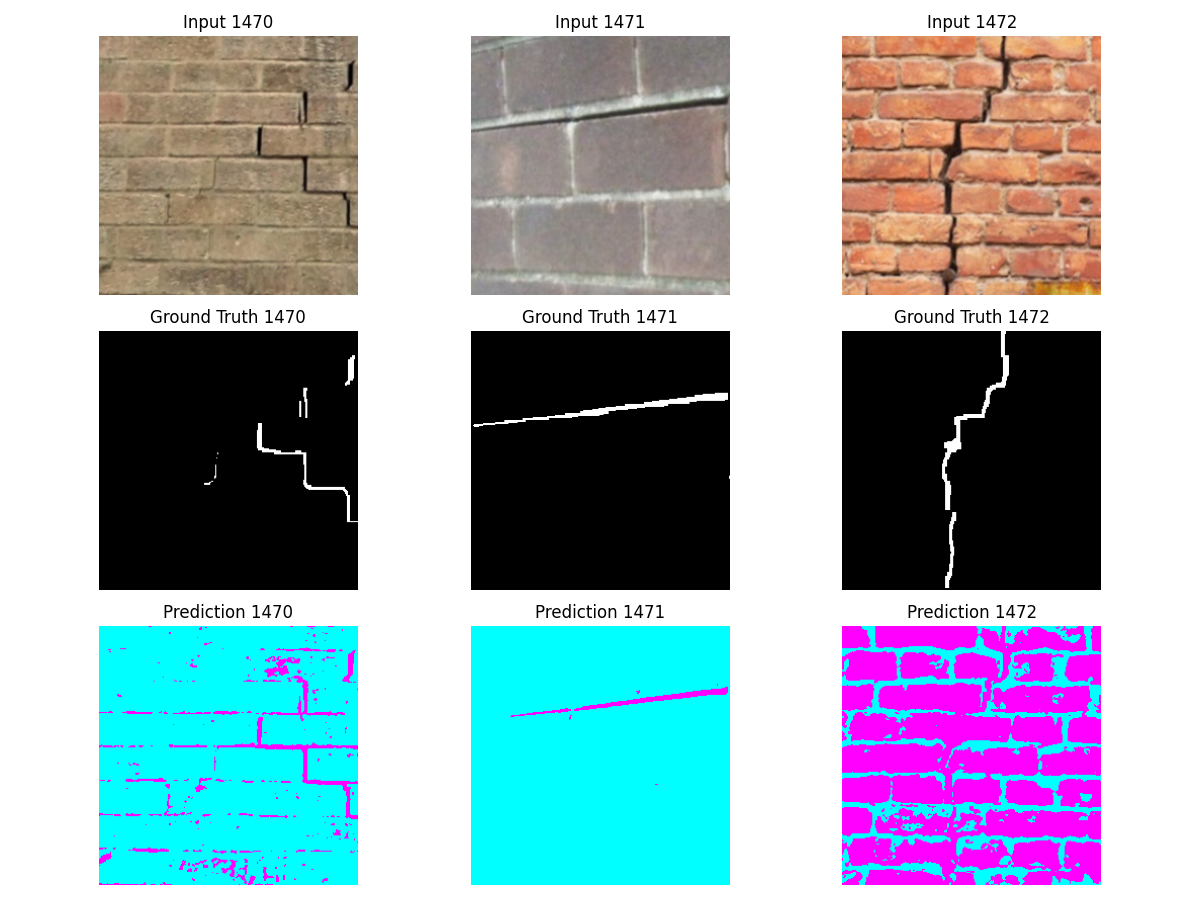 Input 1470
Input 1471
Input 1472
Ground Truth 1470
Ground Truth 1471
Ground Truth 1472
Prediction 1470
Prediction 1471
Prediction 1472